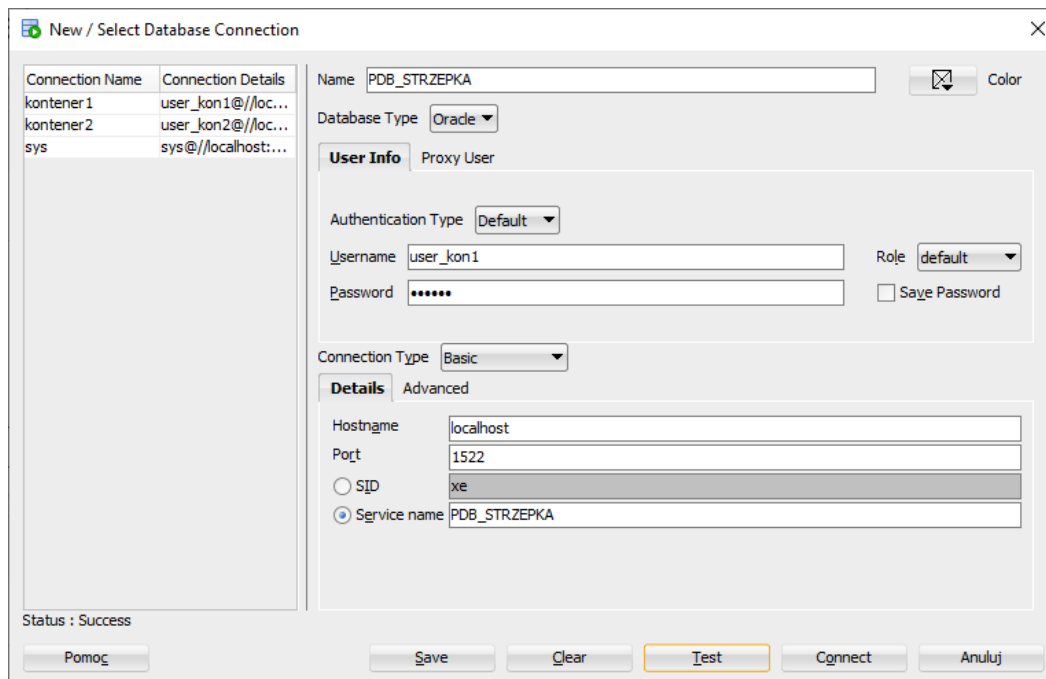 New / Select Database Connection
Connection Name Connection Details
kontener1 user_kon1@//loc...
kontener2 user_kon2@//loc...
sys sys@//localhost:...
Name PDB_STRZEPKA Color
Database Type Oracle
User Info Proxy User
Authentication Type Default
Username user_kon1 Role default
Password •••••• Save Password
Connection Type Basic
Details Advanced
Hostname localhost
Port 1522
SID xe
Service name PDB_STRZEPKA
Status : Success
Pomoc Save Clear Test Connect Anuluj